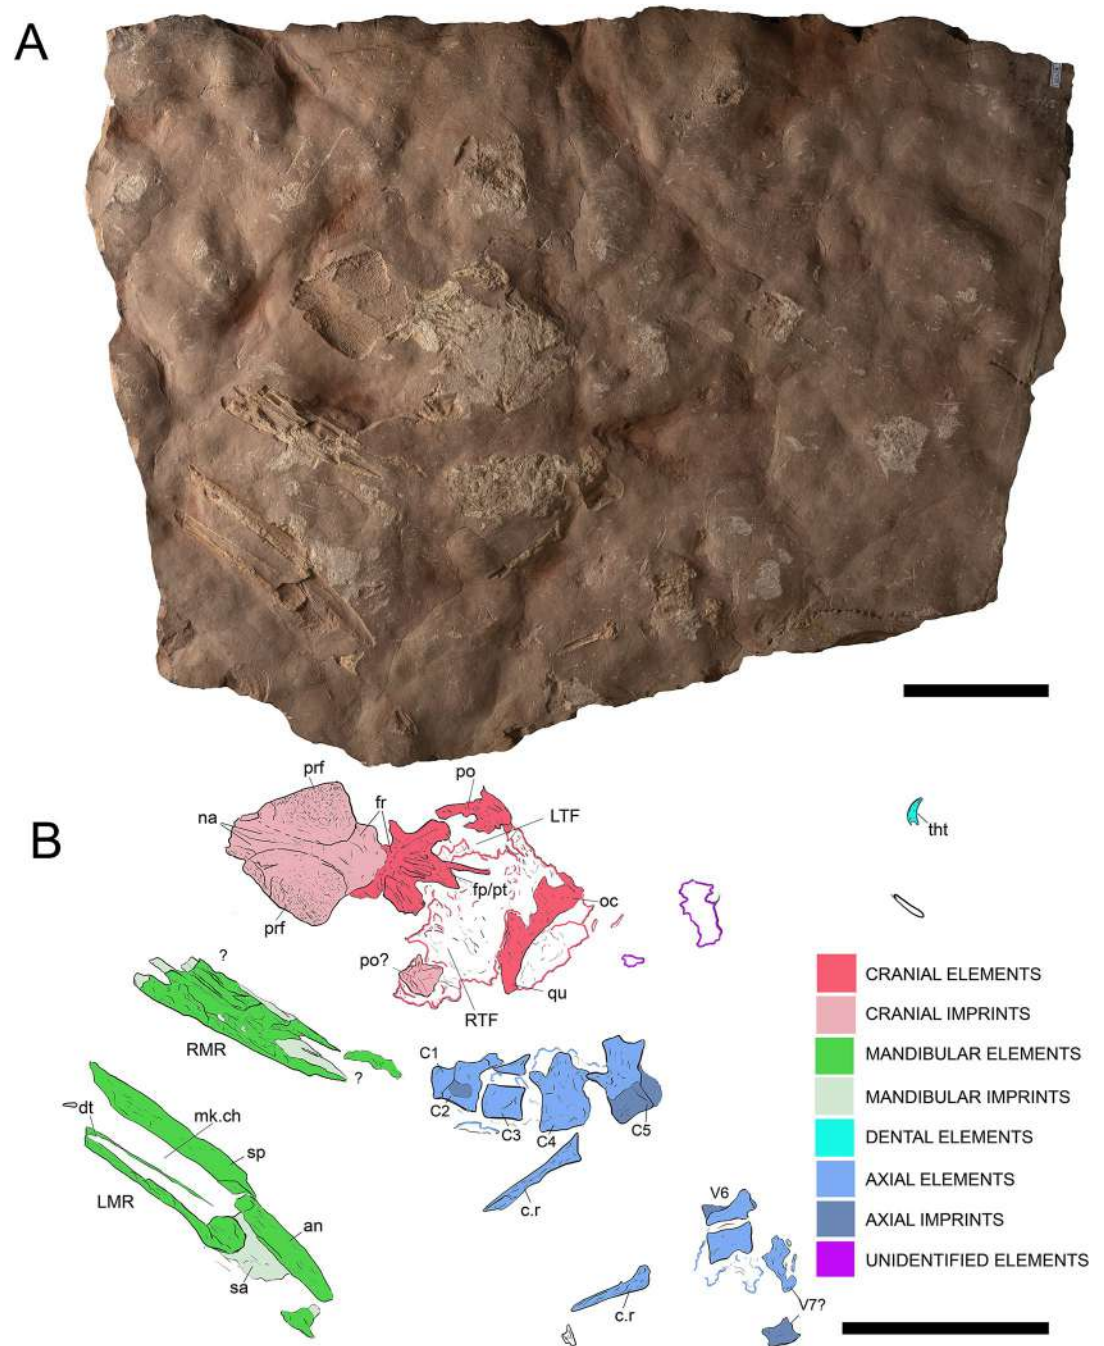 A
B
prf
po
na
fr
LTF
tht
fp/pt
oc
prf
?
po?
qu
RTF
RMR
?
C1
C2
C3
C4
C5
dt
mk.ch
sp
LMR
an
sa
c.r
V6
c.r
V7?
CRANIAL ELEMENTS
CRANIAL IMPRINTS
MANDIBULAR ELEMENTS
MANDIBULAR IMPRINTS
DENTAL ELEMENTS
AXIAL ELEMENTS
AXIAL IMPRINTS
UNIDENTIFIED ELEMENTS